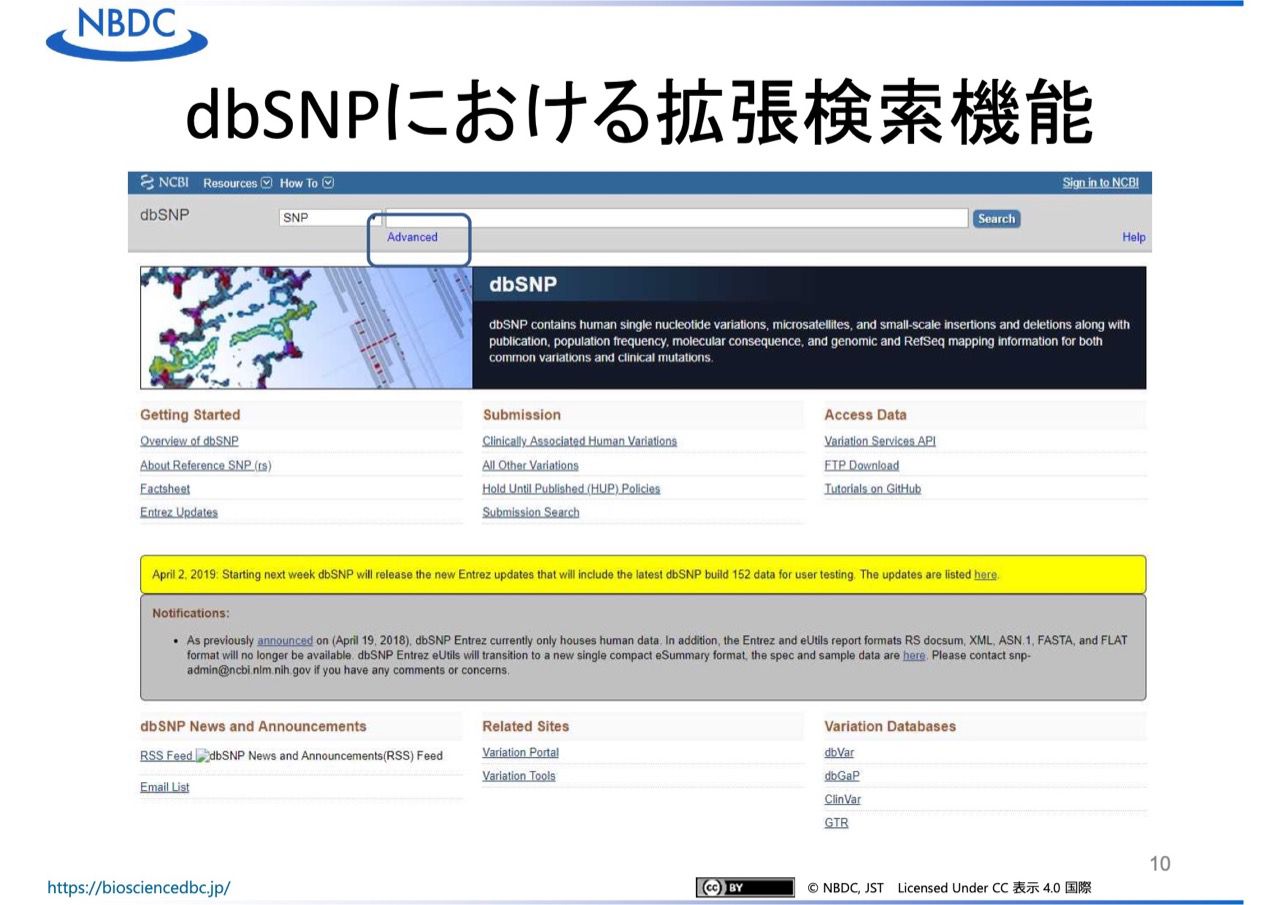 NBDC
dbSNPにおける拡張検索機能
NCBI Resources How To Sign in to NCBI
dbSNP SNP Search
Advanced
Help
dbSNP
dbSNP contains human single nucleotide variations, microsatellites, and small-scale insertions and deletions along with
publication, population frequency, molecular consequence, and genomic and RefSeq mapping information for both
common variations and clinical mutations.
Getting Started
Overview of dbSNP
About Reference SNP (rs)
Factsheet
Entrez Updates
Submission
Clinically Associated Human Variations
All Other Variations
Hold Until Published (HUP) Policies
Submission Search
Access Data
Variation Services API
FTP Download
Tutorials on GitHub
April 2, 2019: Starting next week dbSNP will release the new Entrez updates that will include the latest dbSNP build 152 data for user testing. The updates are listed here.
Notifications:
• As previously announced on (April 19, 2018), dbSNP Entrez currently only houses human data. In addition, the Entrez and eUtils report formats RS docsum, XML, ASN.1, FASTA, and FLAT
format will no longer be available. dbSNP Entrez eUtils will transition to a new single compact eSummary format, the spec and sample data are here. Please contact snp-
admin@ncbi.nlm.nih.gov if you have any comments or concerns.
dbSNP News and Announcements
RSS Feed dbSNP News and Announcements(RSS) Feed
Email List
Related Sites
Variation Portal
Variation Tools
Variation Databases
dbVar
dbGaP
ClinVar
GTR
10
https://biosciencedbc.jp/
cc BY © NBDC, JST Licensed Under CC 表示 4.0 国際